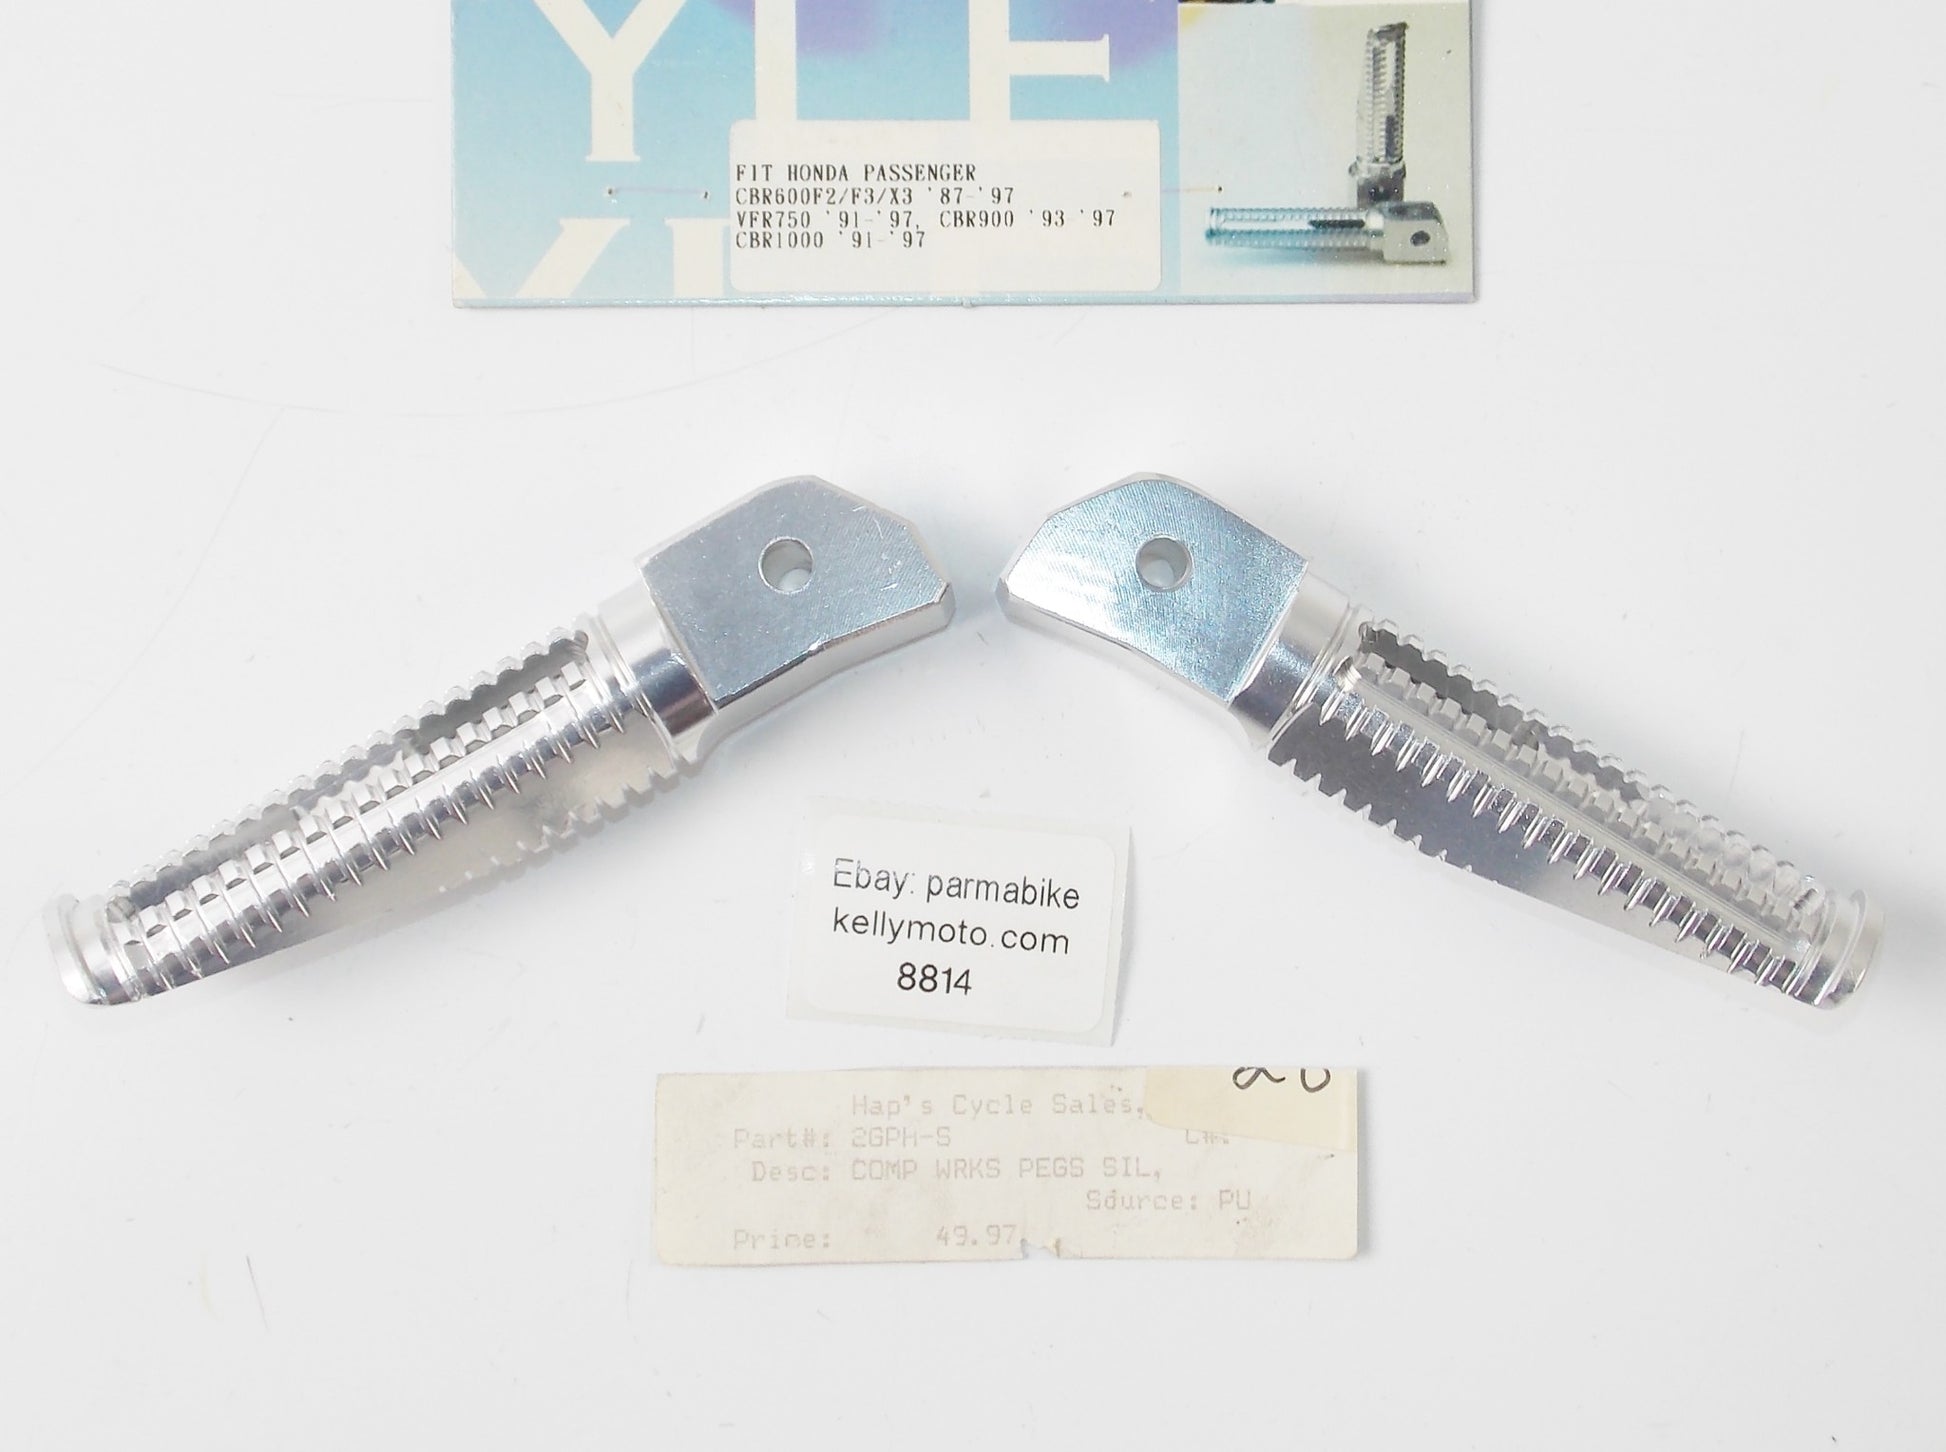 YLE
FIT HONDA PASSENGER
CBR600F2/F3/X3 '87-'97
VFR750 '91-'97, CBR900 '93-'97
CBR1000 '91-'97
Ebay: parmabike
kellymoto.com
8814
Hap's Cycle Sales,
Part#: 2GPH-S C#:
Desc: COMP WRKS PEGS SIL,
Source: PU
Price: 49.97